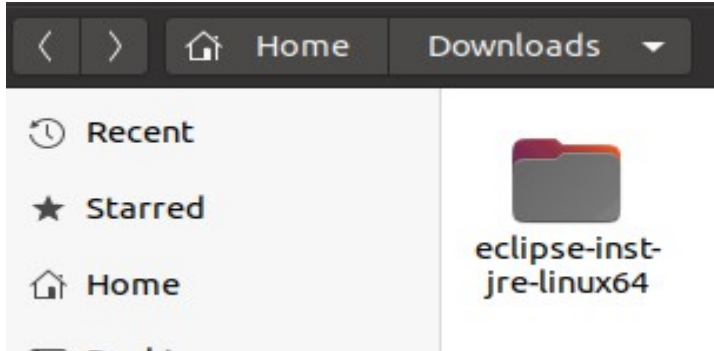 Home Downloads
Recent
Starred
Home
eclipse-inst-
jre-linux64